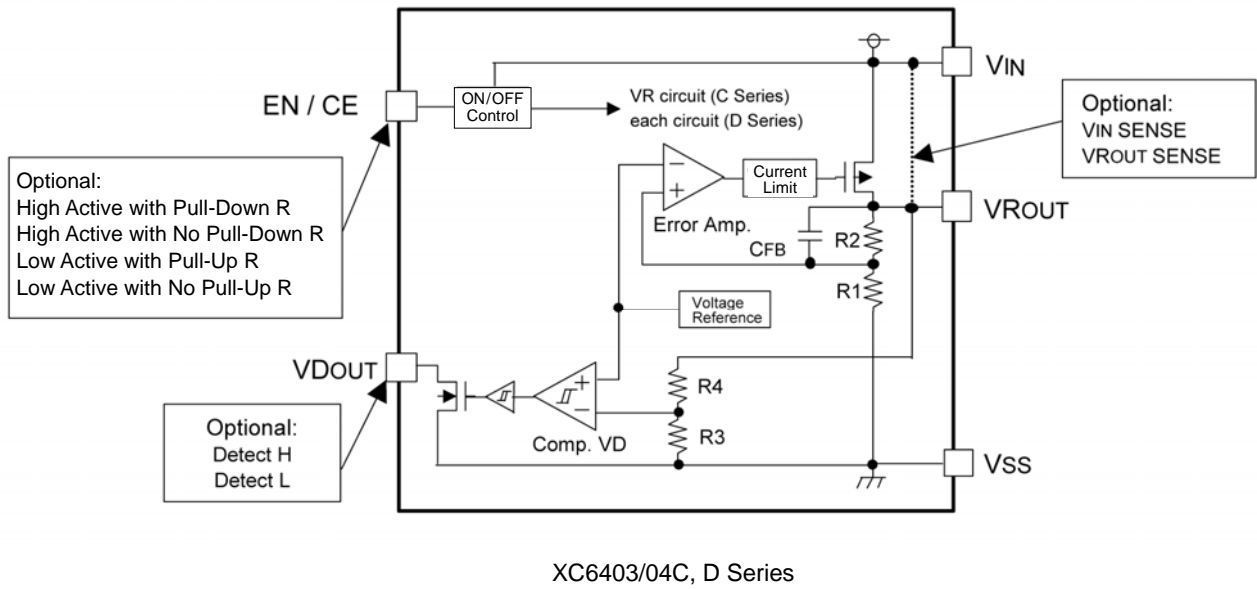 VIN
EN / CE
ON/OFF
Control
VR circuit (C Series)
each circuit (D Series)
Optional:
VIN SENSE
VROUT SENSE
Optional:
High Active with Pull-Down R
High Active with No Pull-Down R
Low Active with Pull-Up R
Low Active with No Pull-Up R
−
+
Current
Limit
Error Amp.
CFB
R2
VROUT
R1
Voltage
Reference
VDOUT
+
−
R4
R3
Comp. VD
Optional:
Detect H
Detect L
VSS
XC6403/04C, D Series